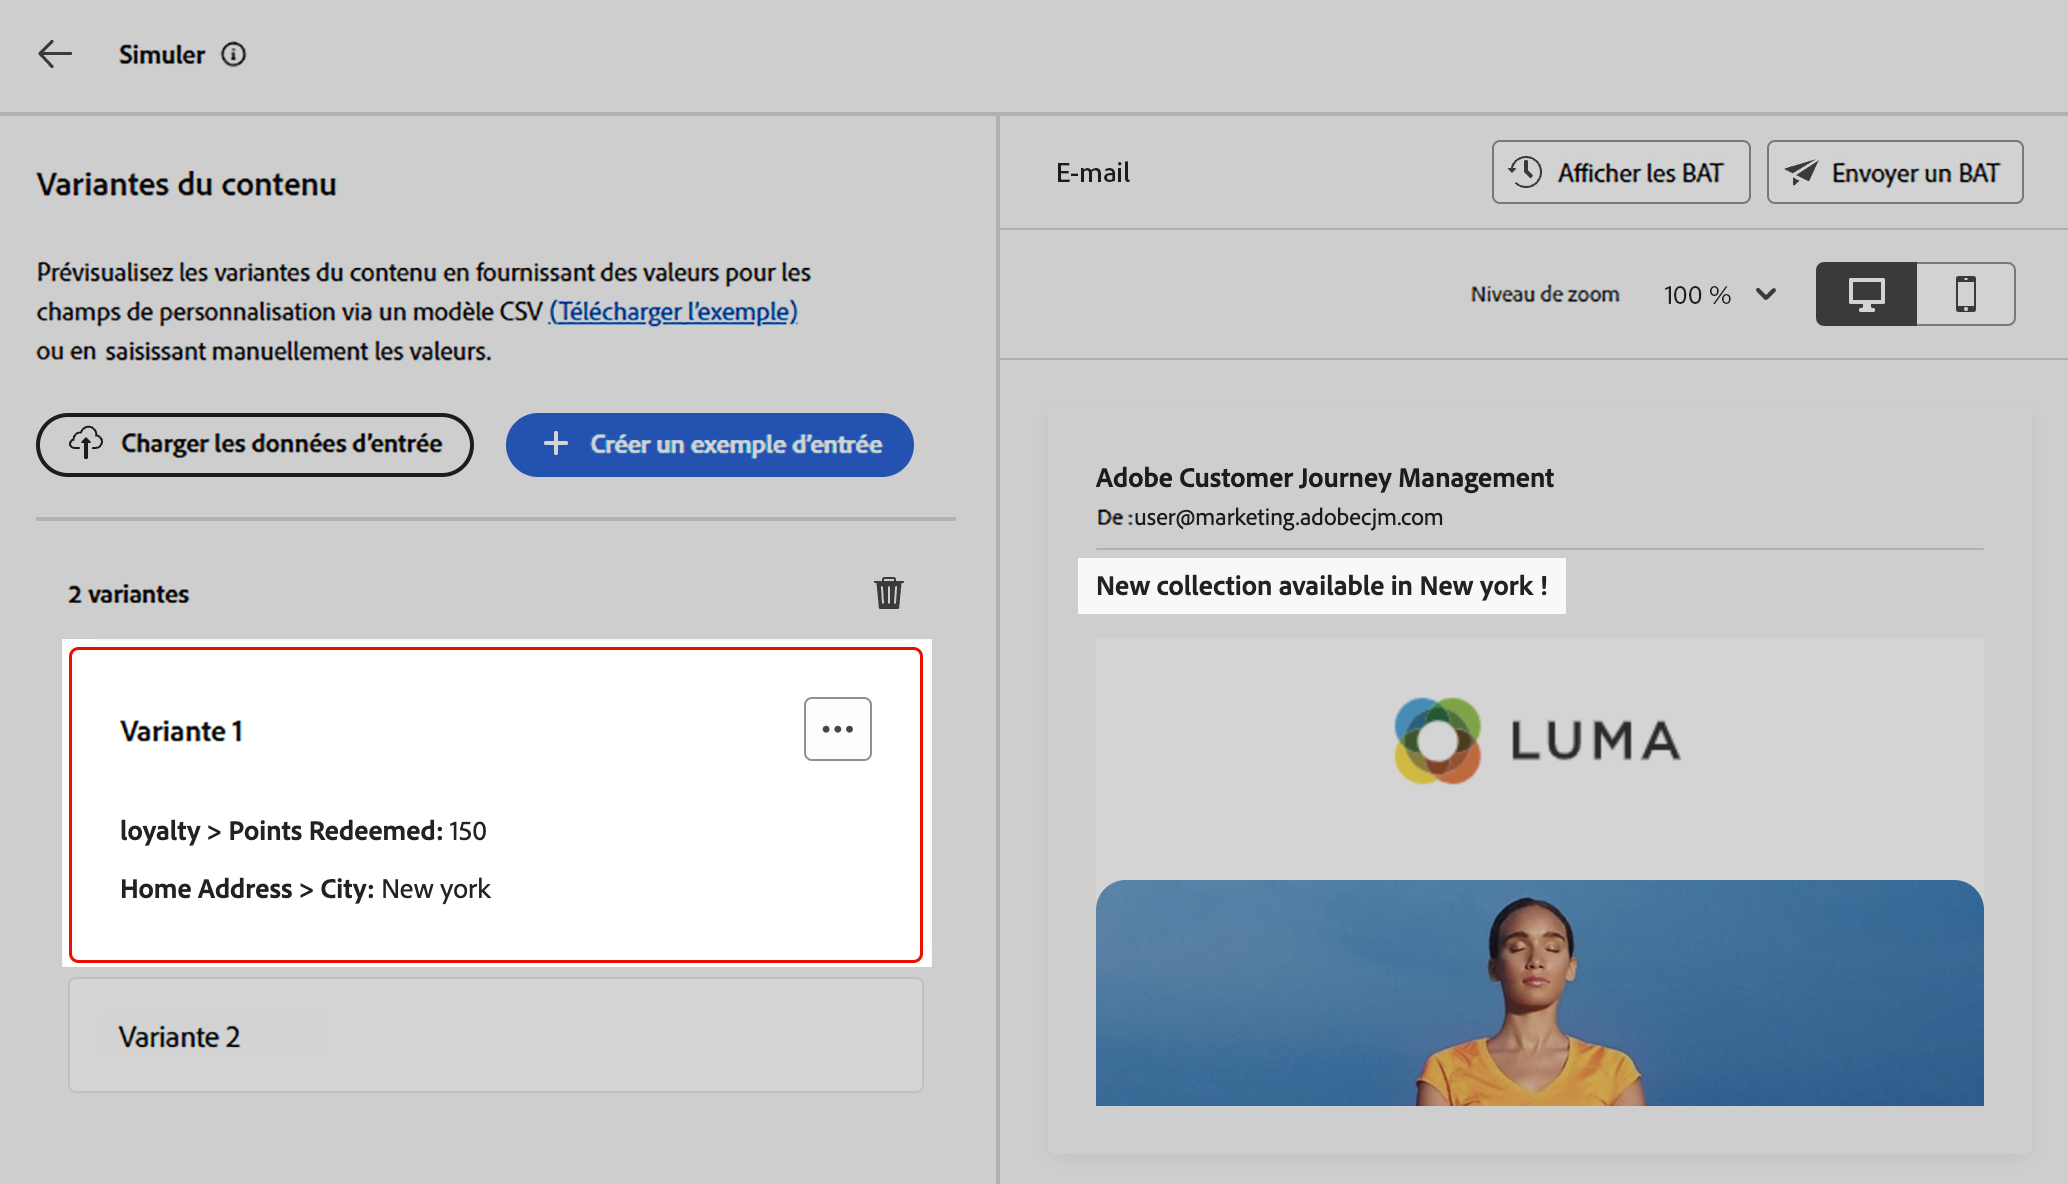 Simuler
Variantes du contenu
Prévisualisez les variantes du contenu en fournissant des valeurs pour les
champs de personnalisation via un modèle CSV (Télécharger l’exemple)
ou en saisissant manuellement les valeurs.
Charger les données d’entrée
Créer un exemple d’entrée
2 variantes
Variante 1
loyalty > Points Redeemed: 150
Home Address > City: New york
Variante 2
E-mail
Afficher les BAT
Envoyer un BAT
Niveau de zoom
100 %
Adobe Customer Journey Management
De :user@marketing.adobecjm.com
New collection available in New york !
LUMA